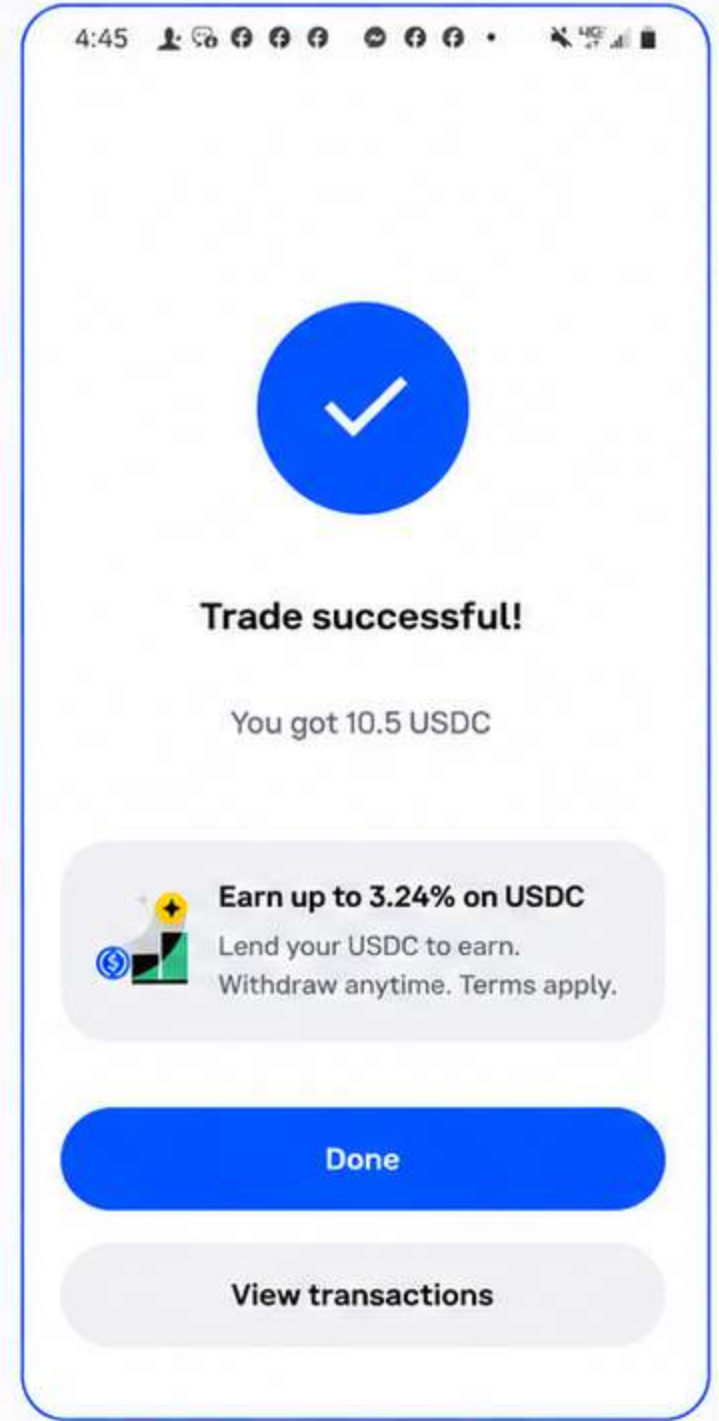 4:45 4G
Trade successful!
You got 10.5 USDC
Earn up to 3.24% on USDC
Lend your USDC to earn.
Withdraw anytime. Terms apply.
Done
View transactions